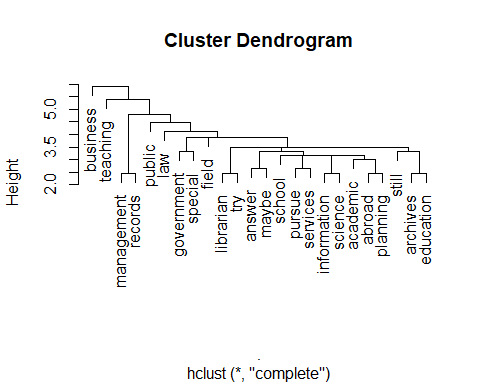 Cluster Dendrogram
Height
5.0
3.5
2.0
business
teaching
management
records
public
law
government
special
field
librarian
try
answer
maybe
school
pursue
services
information
science
academic
abroad
planning
still
archives
education
.
hclust (*, "complete")